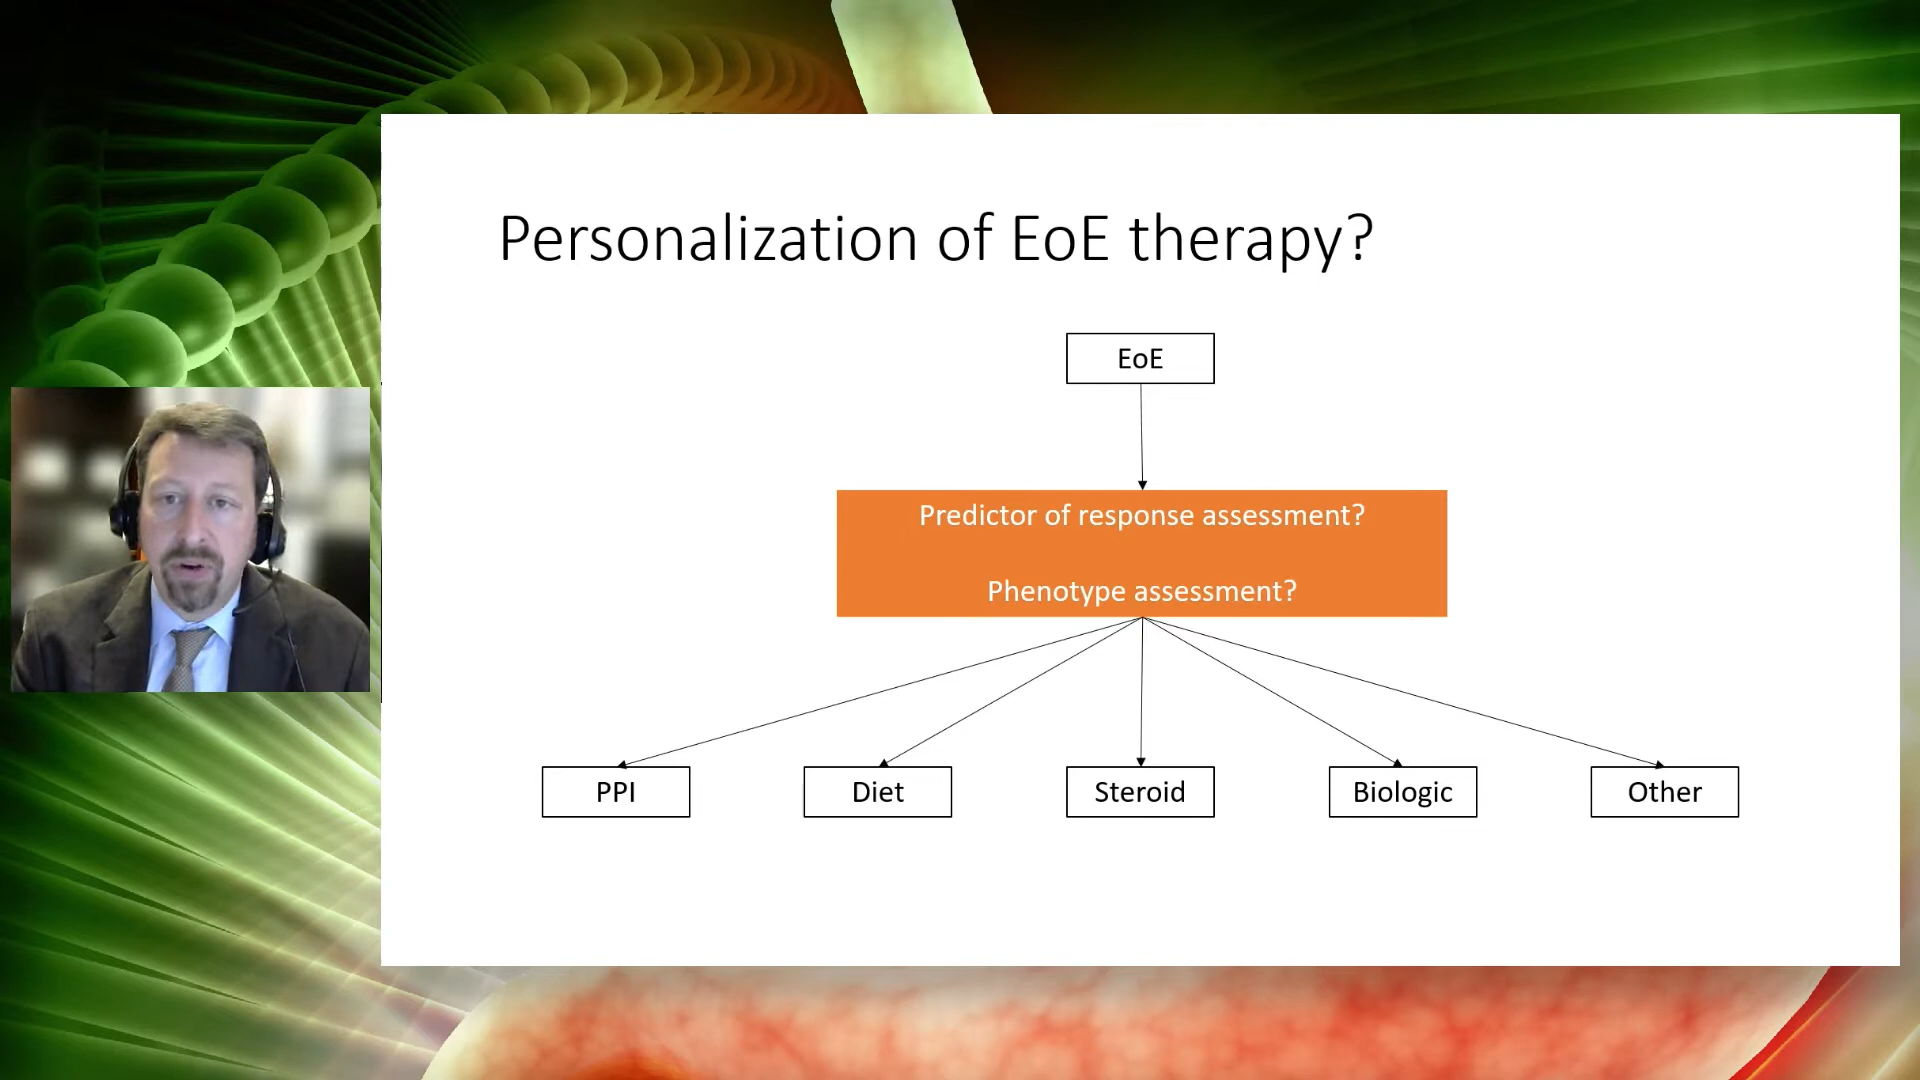 Personalization of EoE therapy?
EoE
Predictor of response assessment?
Phenotype assessment?
PPI
Diet
Steroid
Biologic
Other